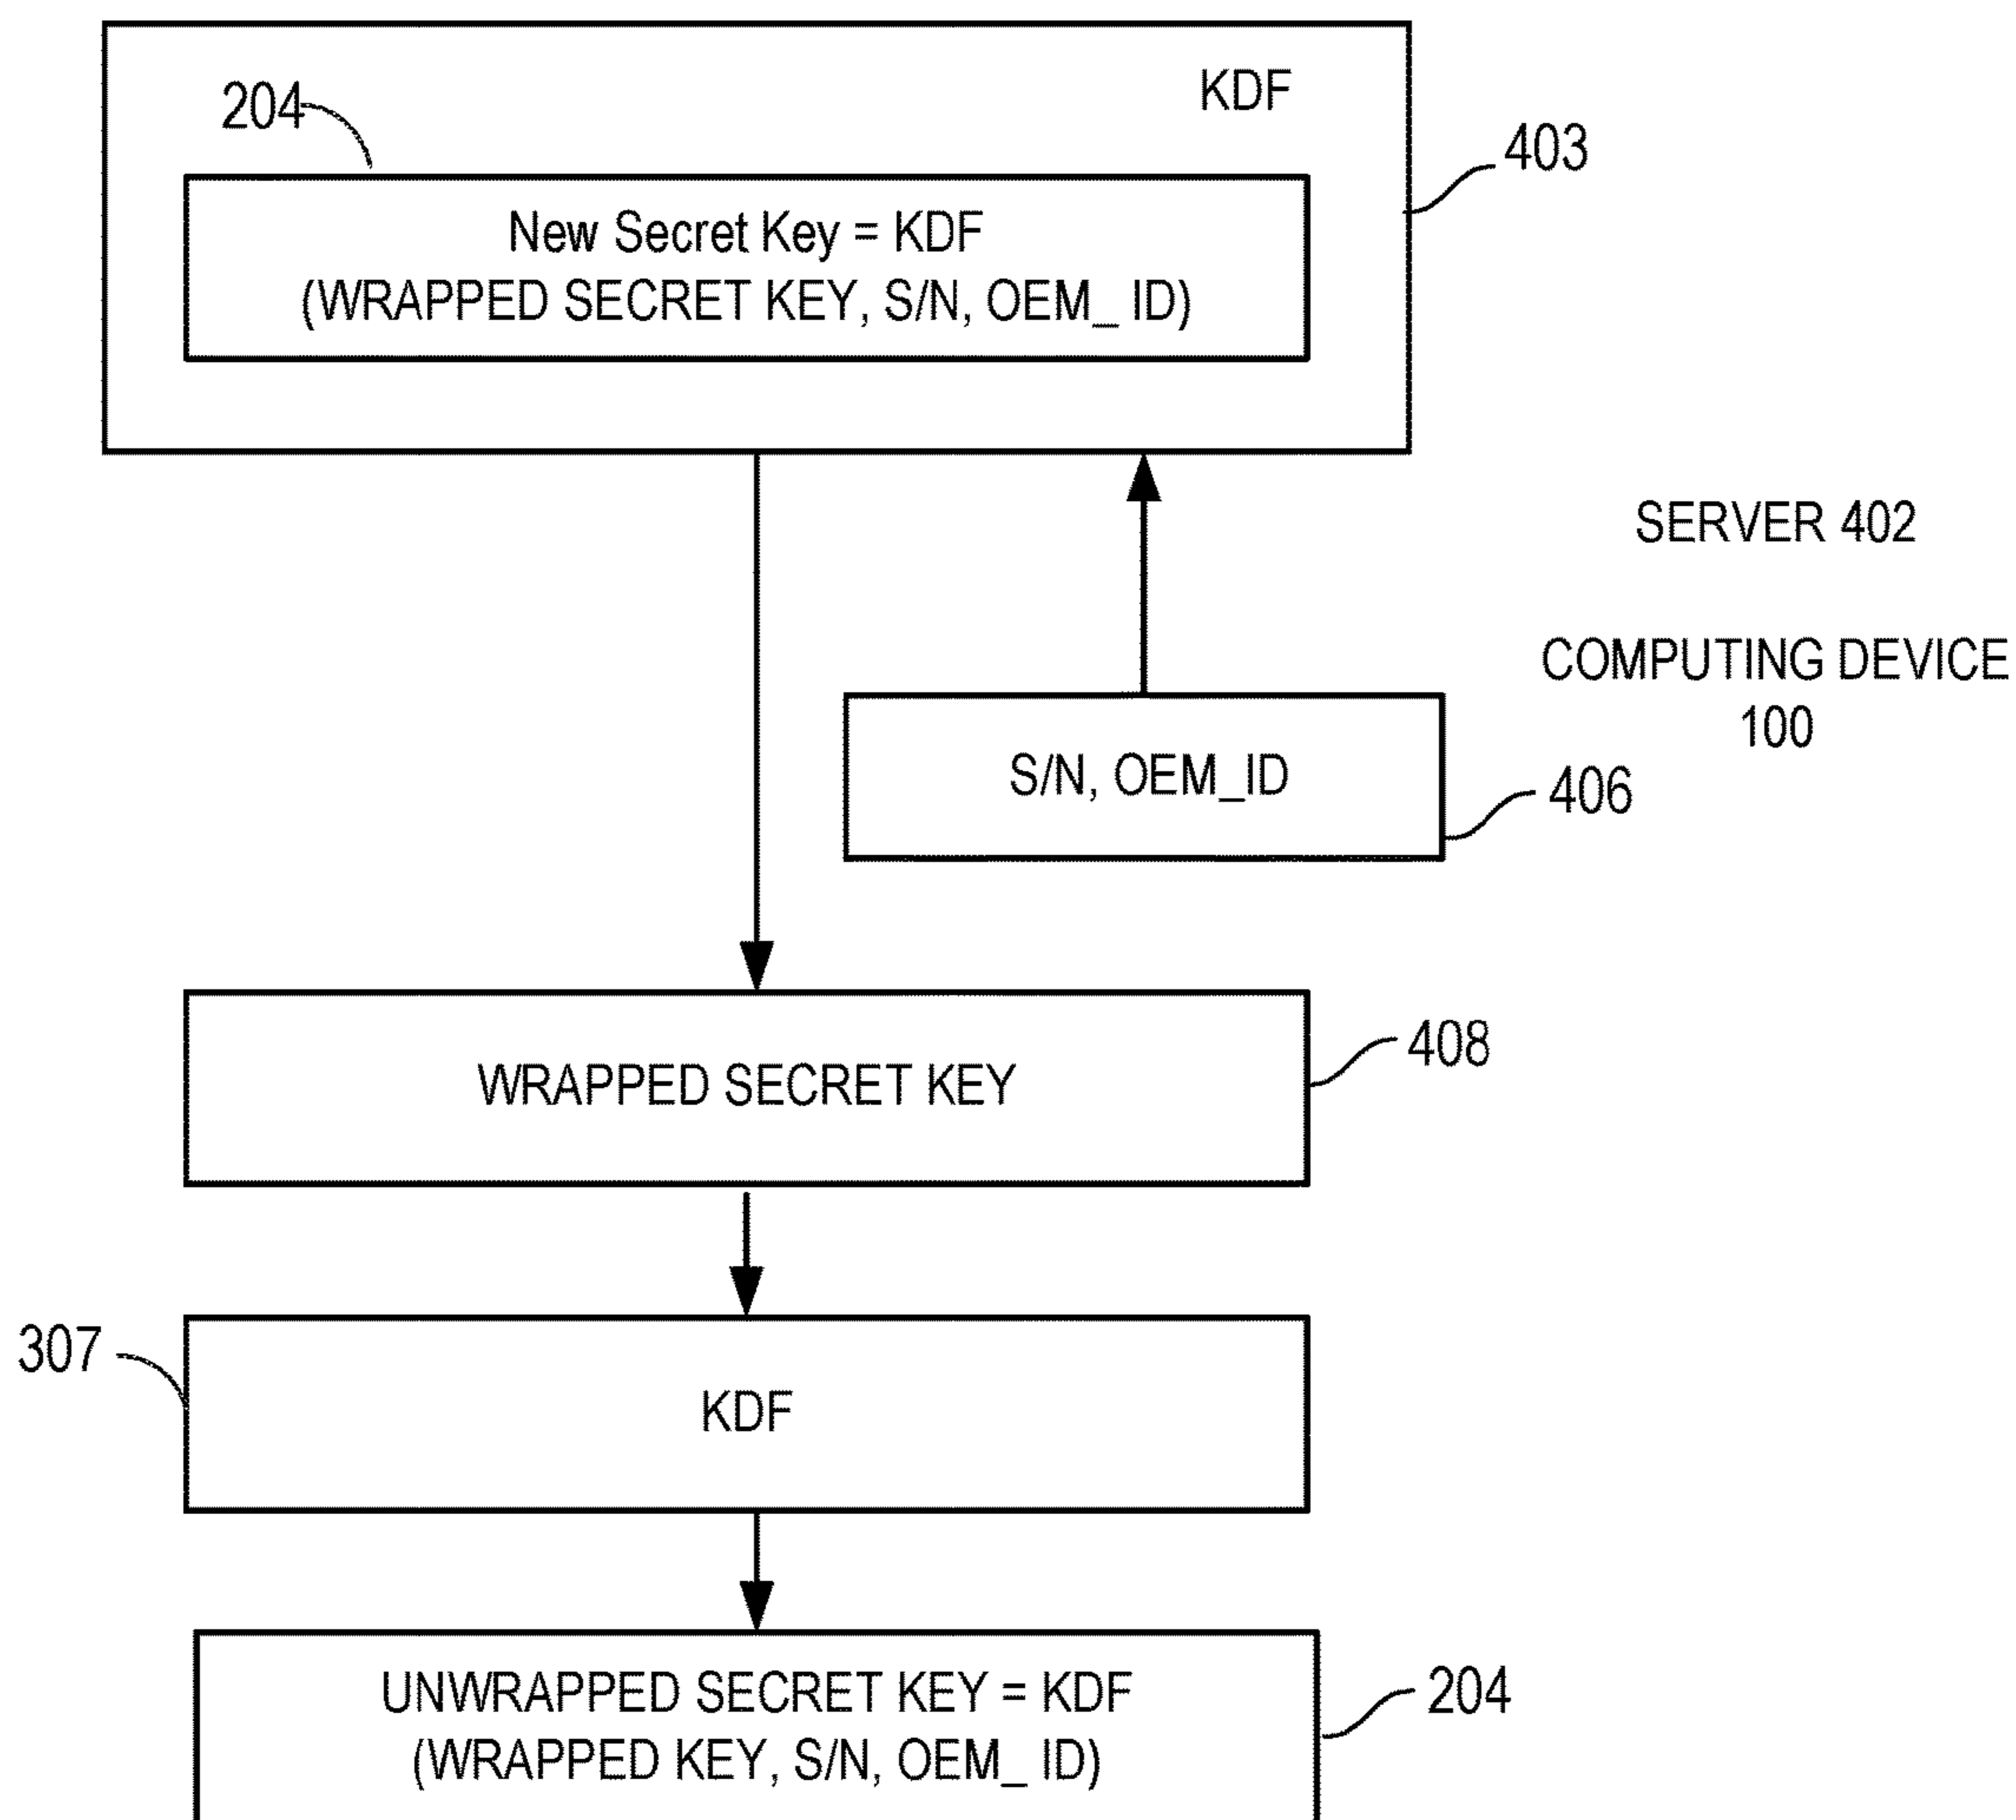 KDF
204
403
New Secret Key = KDF
(WRAPPED SECRET KEY, S/N, OEM_ ID)
SERVER 402
COMPUTING DEVICE
100
S/N, OEM_ID
406
WRAPPED SECRET KEY
408
307
KDF
UNWRAPPED SECRET KEY = KDF
(WRAPPED KEY, S/N, OEM_ ID)
204